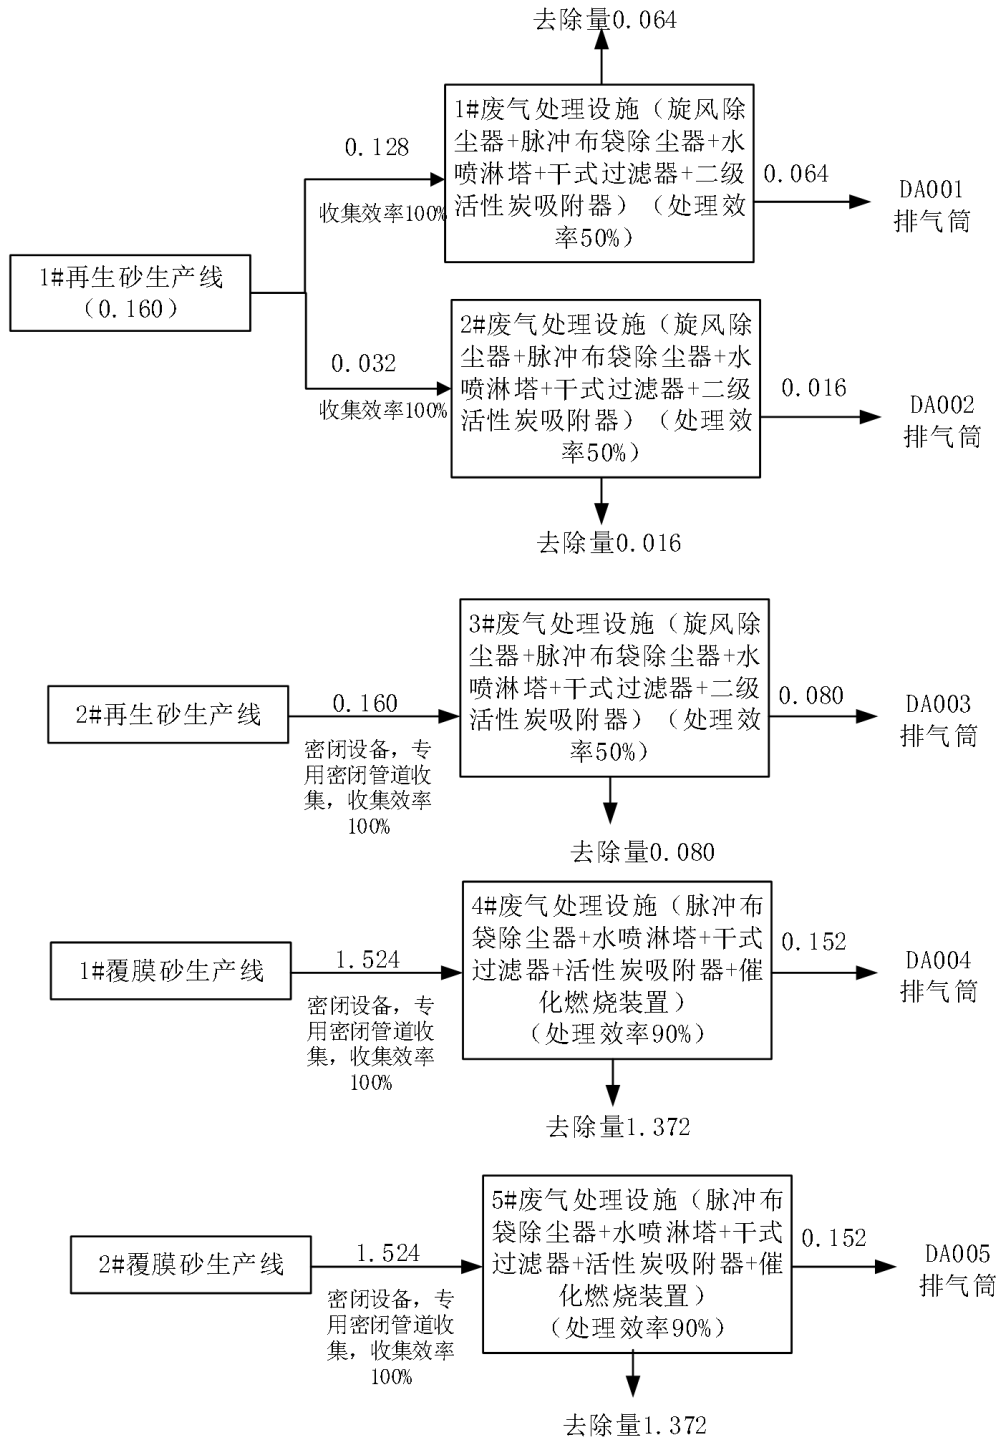 去除量0.064
1#废气处理设施（旋风除
尘器+脉冲布袋除尘器+水
喷淋塔+干式过滤器+二级
活性炭吸附器）（处理效
率50%）
0.128
收集效率100%
0.064
DA001
排气筒
1#再生砂生产线
（0.160）
2#废气处理设施（旋风除
尘器+脉冲布袋除尘器+水
喷淋塔+干式过滤器+二级
活性炭吸附器）（处理效
率50%）
0.032
收集效率100%
0.016
DA002
排气筒
去除量0.016
3#废气处理设施（旋风除
尘器+脉冲布袋除尘器+水
喷淋塔+干式过滤器+二级
活性炭吸附器）（处理效
率50%）
2#再生砂生产线
0.160
密闭设备，专
用密闭管道收
集，收集效率
100%
0.080
DA003
排气筒
去除量0.080
4#废气处理设施（脉冲布
袋除尘器+水喷淋塔+干式
过滤器+活性炭吸附器+催
化燃烧装置）
（处理效率90%）
1#覆膜砂生产线
1.524
密闭设备，专
用密闭管道收
集，收集效率
100%
0.152
DA004
排气筒
去除量1.372
5#废气处理设施（脉冲布
袋除尘器+水喷淋塔+干式
过滤器+活性炭吸附器+催
化燃烧装置）
（处理效率90%）
2#覆膜砂生产线
1.524
密闭设备，专
用密闭管道收
集，收集效率
100%
0.152
DA005
排气筒
去除量1.372